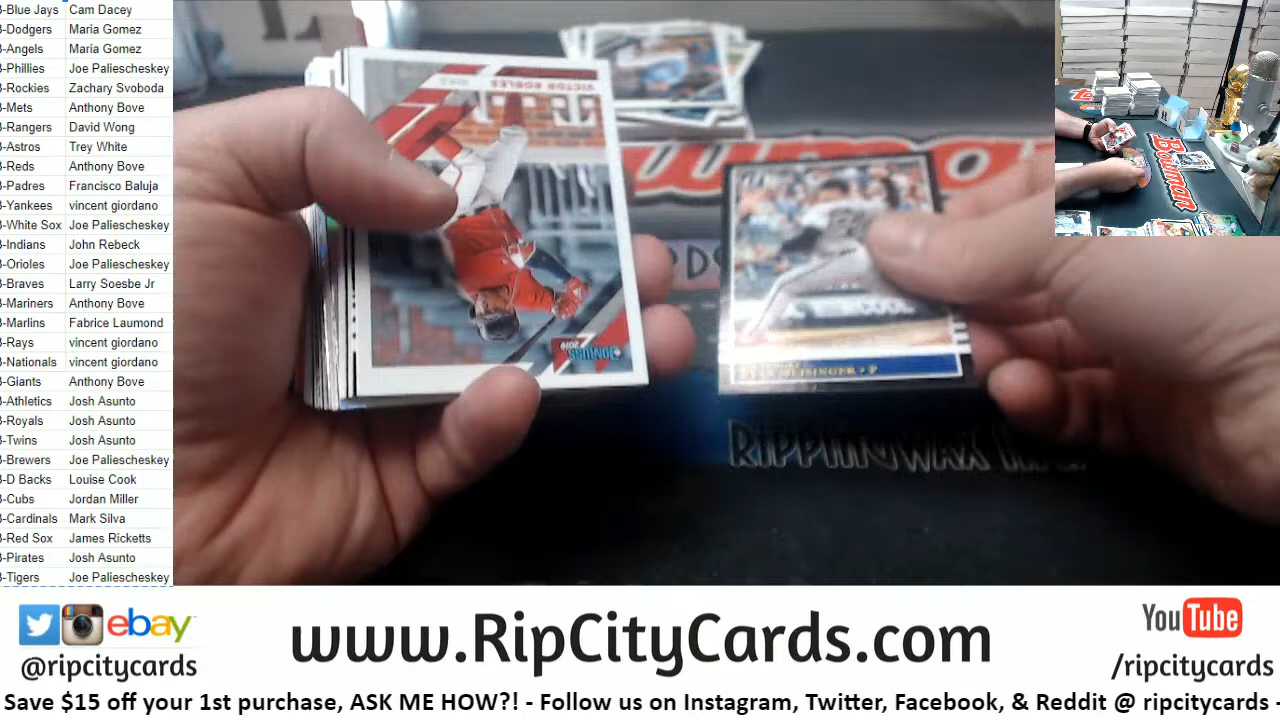 B-Blue Jays Cam Dacey
B-Dodgers Maria Gomez
B-Angels Maria Gomez
B-Phillies Joe Paliescheskey
B-Rockies Zachary Svoboda
B-Mets Anthony Bove
B-Rangers David Wong
B-Astros Trey White
B-Reds Anthony Bove
B-Padres Francisco Baluja
B-Yankees vincent giordano
B-White Sox Joe Paliescheskey
B-Indians John Rebeck
B-Orioles Joe Paliescheskey
B-Braves Larry Soesbe Jr
B-Mariners Anthony Bove
B-Marlins Fabrice Laumond
B-Rays vincent giordano
B-Nationals vincent giordano
B-Giants Anthony Bove
B-Athletics Josh Asunto
B-Royals Josh Asunto
B-Twins Josh Asunto
B-Brewers Joe Paliescheskey
B-D Backs Louise Cook
B-Cubs Jordan Miller
B-Cardinals Mark Silva
B-Red Sox James Ricketts
B-Pirates Josh Asunto
B-Tigers Joe Paliescheskey
VICTOR ROBLES
DONRUSS
2019
MEISINGER • P
Bowman
RIPPINGWAX
ebay
@ripcitycards
www.RipCityCards.com
YouTube
/ripcitycards
Save $15 off your 1st purchase, ASK ME HOW?! - Follow us on Instagram, Twitter, Facebook, & Reddit @ ripcitycards -